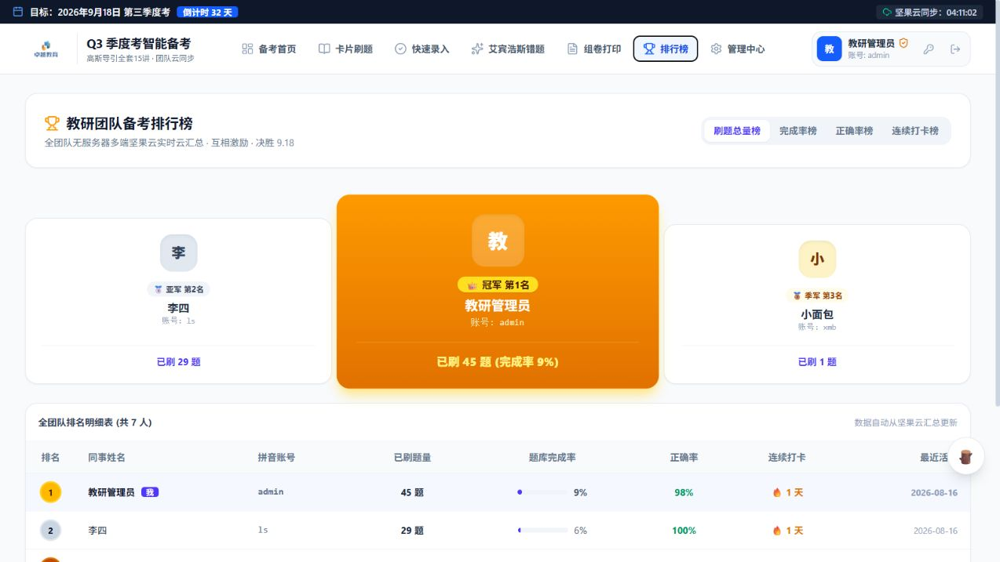 目标：2026年9月18日 第三季度考 倒计时 32 天
坚果云同步：04:11:02
卓越教育
Q3 季度考智能备考
高斯导引全套15讲 · 团队云同步
备考首页
卡片刷题
快速录入
艾宾浩斯错题
组卷打印
排行榜
管理中心
教
教研管理员
账号: admin
教研团队备考排行榜
全团队无服务器多端坚果云实时云汇总 · 互相激励 · 决胜 9.18
刷题总量榜 完成率榜 正确率榜 连续打卡榜
李
亚军 第2名
李四
账号: ls
已刷 29 题
教
冠军 第1名
教研管理员
账号: admin
已刷 45 题 (完成率 9%)
小
季军 第3名
小面包
账号: xmb
已刷 1 题
全团队排名明细表 (共 7 人)
数据自动从坚果云汇总更新
排名 同事姓名 拼音账号 已刷题量 题库完成率 正确率 连续打卡 最近活
1 教研管理员 我 admin 45 题 9% 98% 1 天 2026-08-16
2 李四 ls 29 题 6% 100% 1 天 2026-08-16